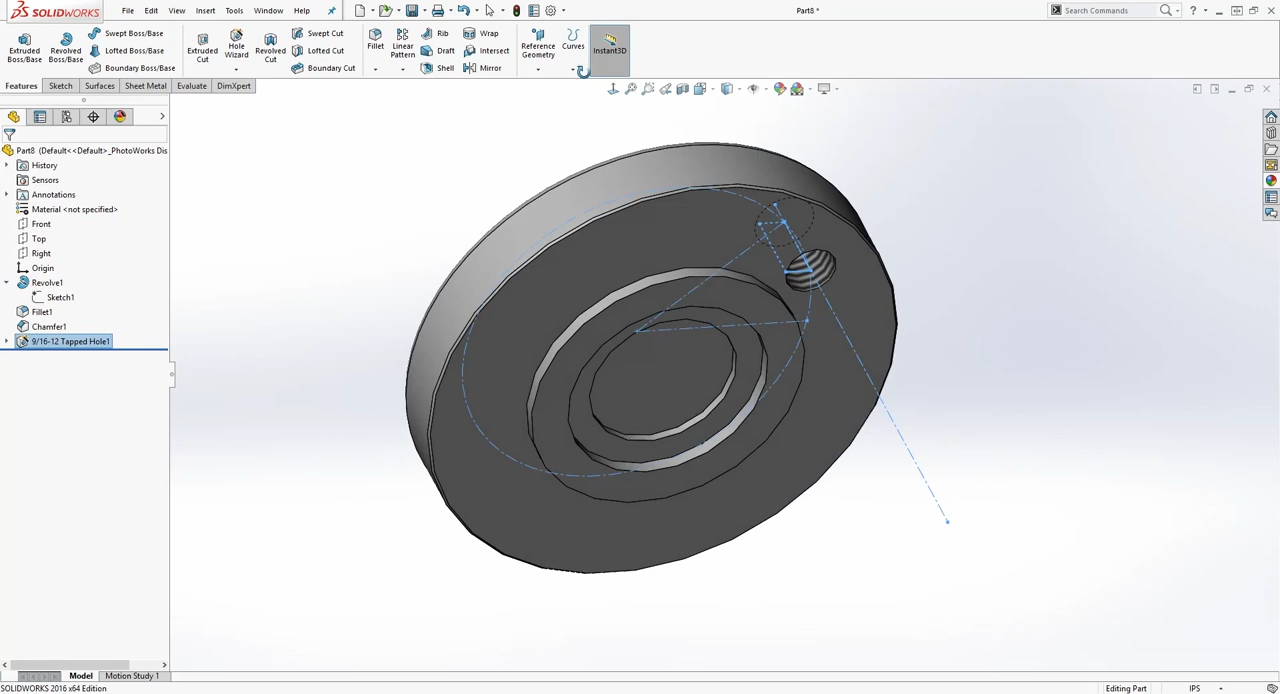 SOLIDWORKS
File Edit View Insert Tools Window Help
Part8 *
Search Commands
Extruded Boss/Base
Revolved Boss/Base
Swept Boss/Base
Lofted Boss/Base
Boundary Boss/Base
Extruded Cut
Hole Wizard
Revolved Cut
Swept Cut
Lofted Cut
Boundary Cut
Fillet
Linear Pattern
Rib
Draft
Shell
Wrap
Intersect
Mirror
Reference Geometry
Curves
Instant3D
Features Sketch Surfaces Sheet Metal Evaluate DimXpert
Part8 (Default<<Default>_PhotoWorks Dis
History
Sensors
Annotations
Material <not specified>
Front
Top
Right
Origin
Revolve1
Sketch1
Fillet1
Chamfer1
9/16-12 Tapped Hole1
Model Motion Study 1
SOLIDWORKS 2016 x64 Edition
Editing Part
IPS